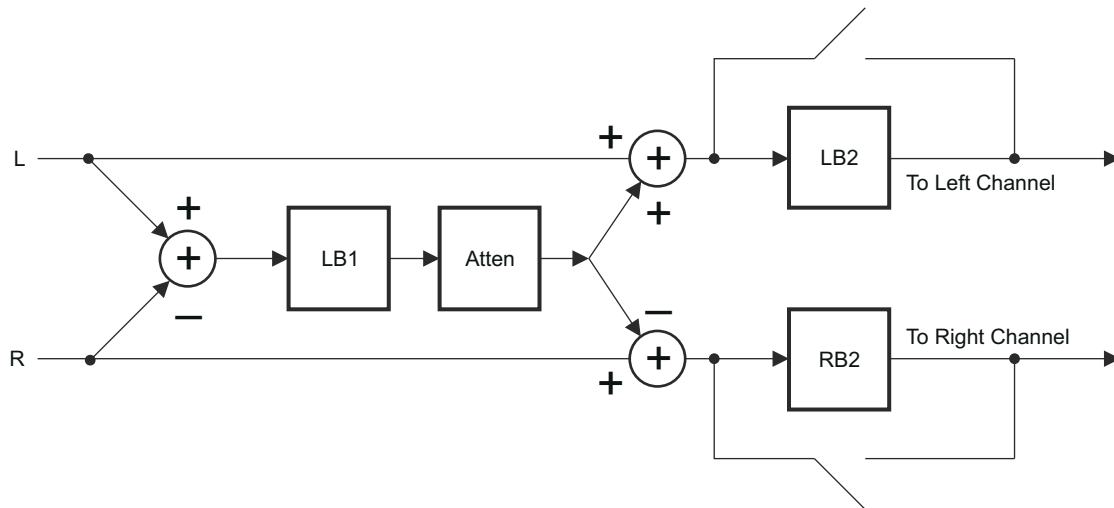 +
+
LB2
L
To Left Channel
+
+
+
LB1
Atten
−
−
To Right Channel
+
RB2
R
+